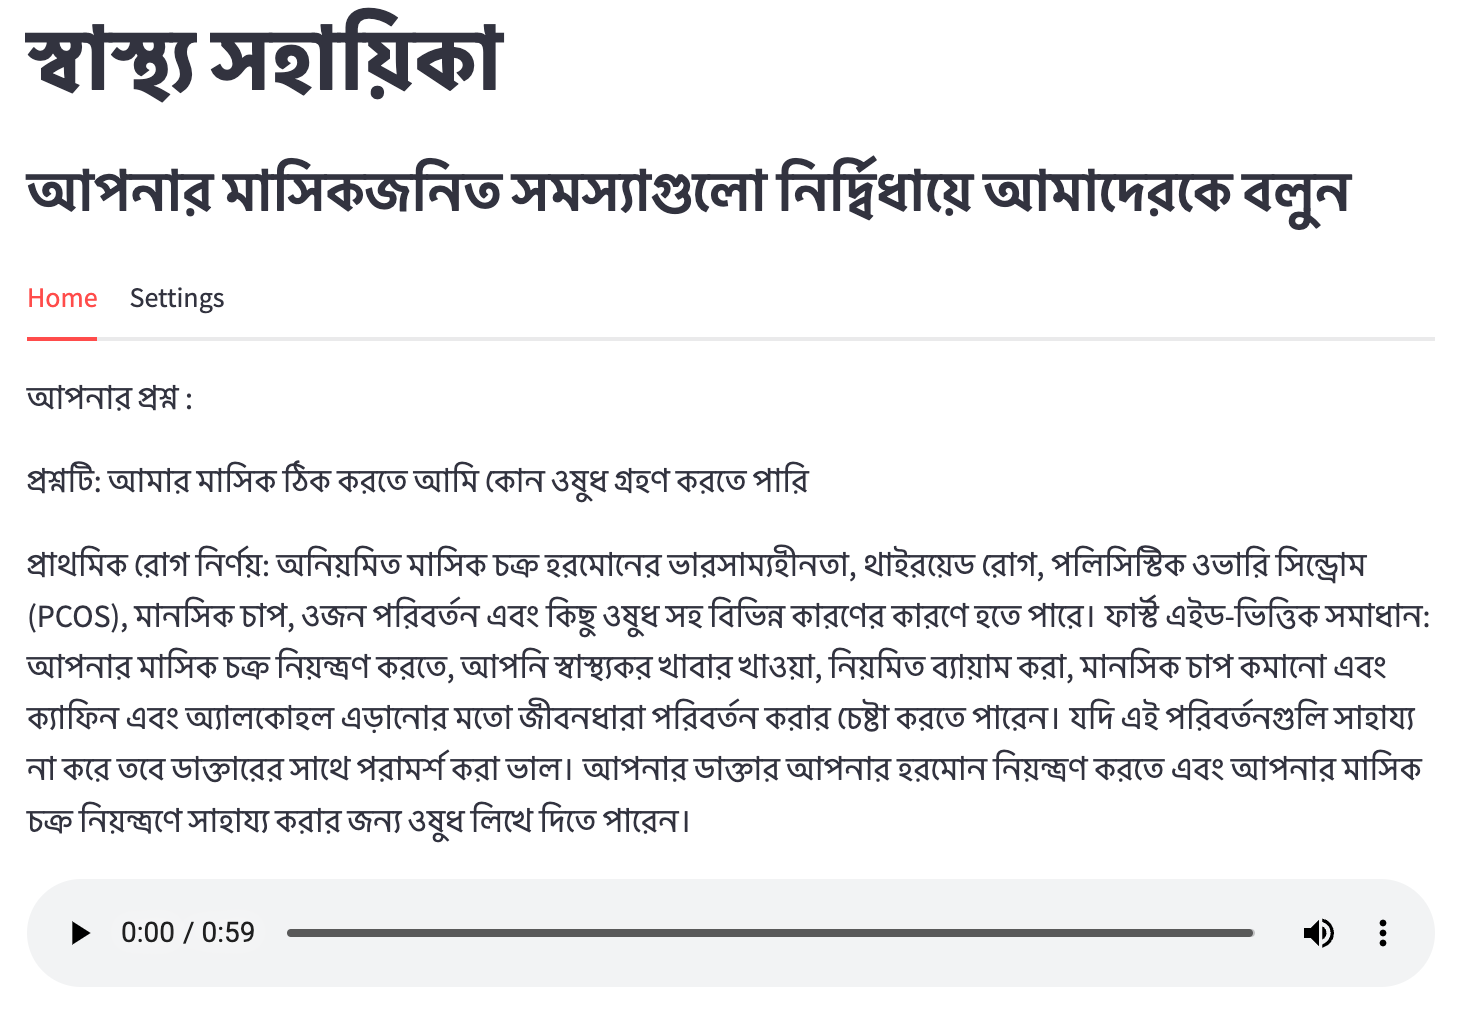 স্বাস্থ্য সহায়িকা
আপনার মাসিকজনিত সমস্যাগুলো নির্দ্বিধায়ে আমাদেরকে বলুন
Home Settings
আপনার প্রশ্ন :
প্রশ্নটি: আমার মাসিক ঠিক করতে আমি কোন ওষুধ গ্রহণ করতে পারি
প্রাথমিক রোগ নির্ণয়: অনিয়মিত মাসিক চক্র হরমোনের ভারসাম্যহীনতা, থাইরয়েড রোগ, পলিসিস্টিক ওভারি সিন্ড্রোম
(PCOS), মানসিক চাপ, ওজন পরিবর্তন এবং কিছু ওষুধ সহ বিভিন্ন কারণের কারণে হতে পারে। ফার্স্ট এইড-ভিত্তিক সমাধান:
আপনার মাসিক চক্র নিয়ন্ত্রণ করতে, আপনি স্বাস্থ্যকর খাবার খাওয়া, নিয়মিত ব্যায়াম করা, মানসিক চাপ কমানো এবং
ক্যাফিন এবং অ্যালকোহল এড়ানোর মতো জীবনধারা পরিবর্তন করার চেষ্টা করতে পারেন। যদি এই পরিবর্তনগুলি সাহায্য
না করে তবে ডাক্তারের সাথে পরামর্শ করা ভাল। আপনার ডাক্তার আপনার হরমোন নিয়ন্ত্রণ করতে এবং আপনার মাসিক
চক্র নিয়ন্ত্রণে সাহায্য করার জন্য ওষুধ লিখে দিতে পারেন।
0:00 / 0:59